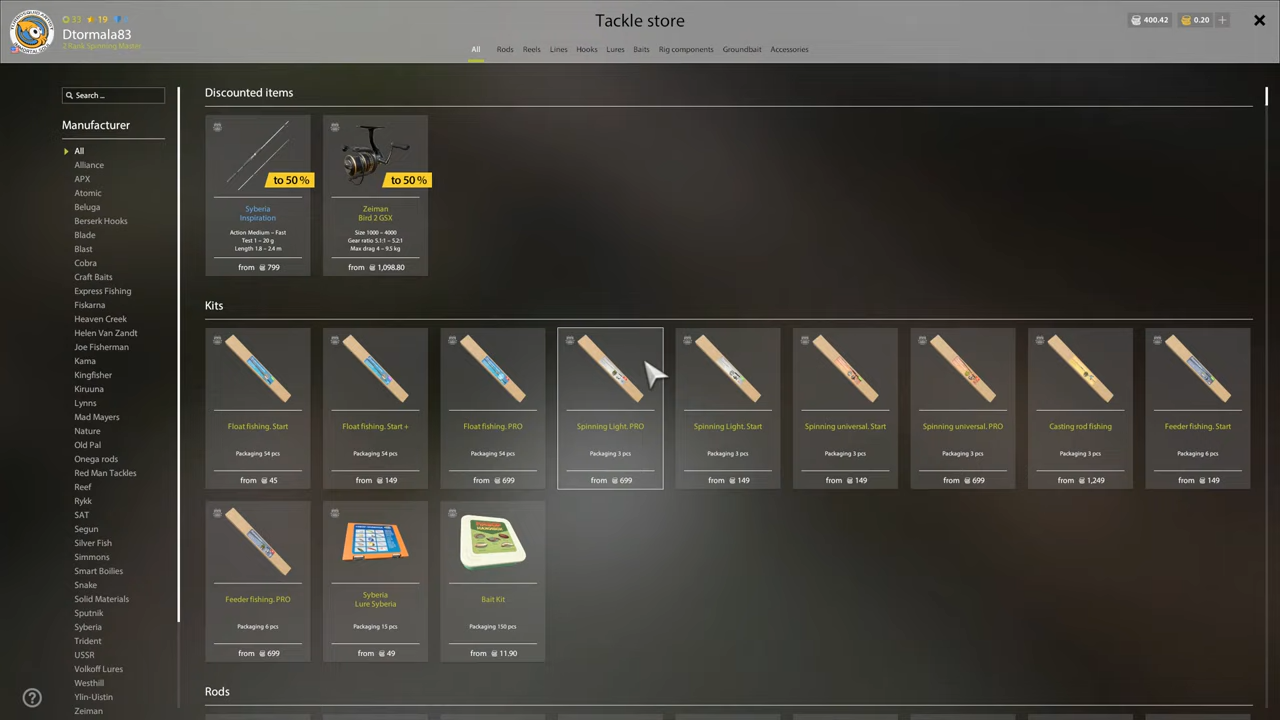 33 19
Dtormala83
2 Rank Spinning Master
Tackle store
400.42 0.20 +
All Rods Reels Lines Hooks Lures Baits Rig components Groundbait Accessories
Search ...
Manufacturer
All
Alliance
APX
Atomic
Beluga
Berserk Hooks
Blade
Blast
Cobra
Craft Baits
Express Fishing
Fiskarna
Heaven Creek
Helen Van Zandt
Joe Fisherman
Kama
Kingfisher
Kiruuna
Lynns
Mad Mayers
Nature
Old Pal
Omega rods
Red Man Tackles
Reef
Rykk
SAT
Segun
Silver Fish
Simmons
Smart Boilies
Snake
Solid Materials
Sputnik
Syberia
Trident
USSR
Volkoff Lures
Westhill
Ylin-Uistin
Zeiman
?
Discounted items
to 50 %
Syberia
Inspiration
Action Medium – Fast
Test 1 – 20 g
Length 1.8 – 2.4 m
from 799
to 50 %
Zeiman
Bird 2 GSX
Size 1000 – 4000
Gear ratio 5.1:1 – 5.2:1
Max drag 4 – 9.5 kg
from 1,098.80
Kits
Float fishing. Start
Packaging 54 pcs
from 45
Float fishing. Start +
Packaging 54 pcs
from 149
Float fishing. PRO
Packaging 54 pcs
from 699
Spinning Light. PRO
Packaging 3 pcs
from 699
Spinning Light. Start
Packaging 3 pcs
from 149
Spinning universal. Start
Packaging 3 pcs
from 149
Spinning universal. PRO
Packaging 3 pcs
from 699
Casting rod fishing
Packaging 3 pcs
from 1,249
Feeder fishing. Start
Packaging 6 pcs
from 149
Feeder fishing. PRO
Packaging 6 pcs
from 699
Syberia
Lure Syberia
Packaging 15 pcs
from 49
Bait Kit
Packaging 150 pcs
from 11.90
Rods